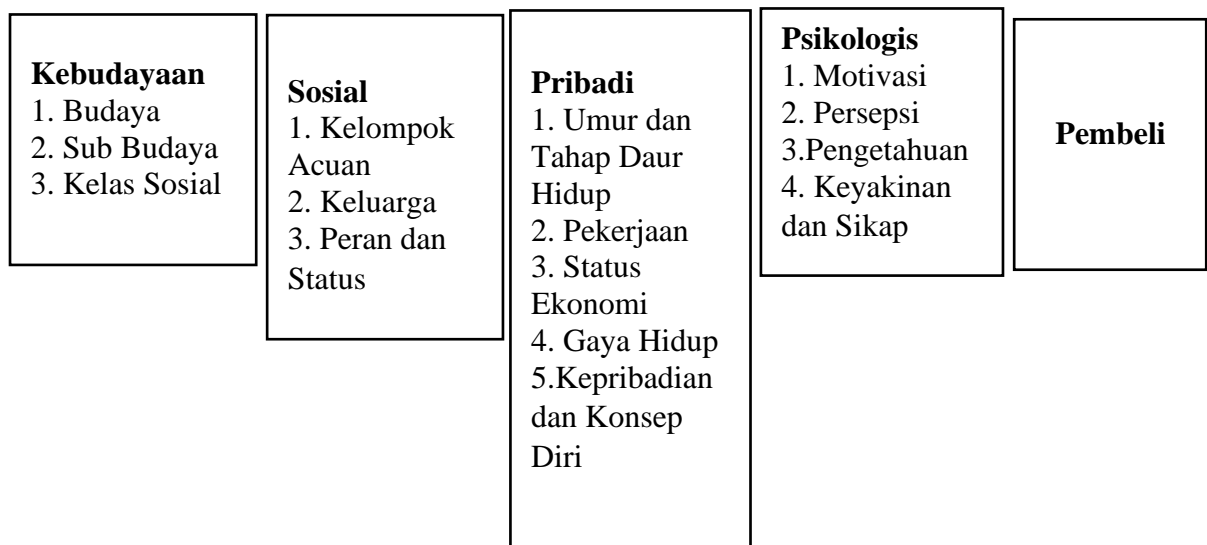 Kebudayaan
1. Budaya
2. Sub Budaya
3. Kelas Sosial
Sosial
1. Kelompok
Acuan
2. Keluarga
3. Peran dan
Status
Pribadi
1. Umur dan
Tahap Daur
Hidup
2. Pekerjaan
3. Status
Ekonomi
4. Gaya Hidup
5.Kepribadian
dan Konsep
Diri
Psikologis
1. Motivasi
2. Persepsi
3.Pengetahuan
4. Keyakinan
dan Sikap
Pembeli